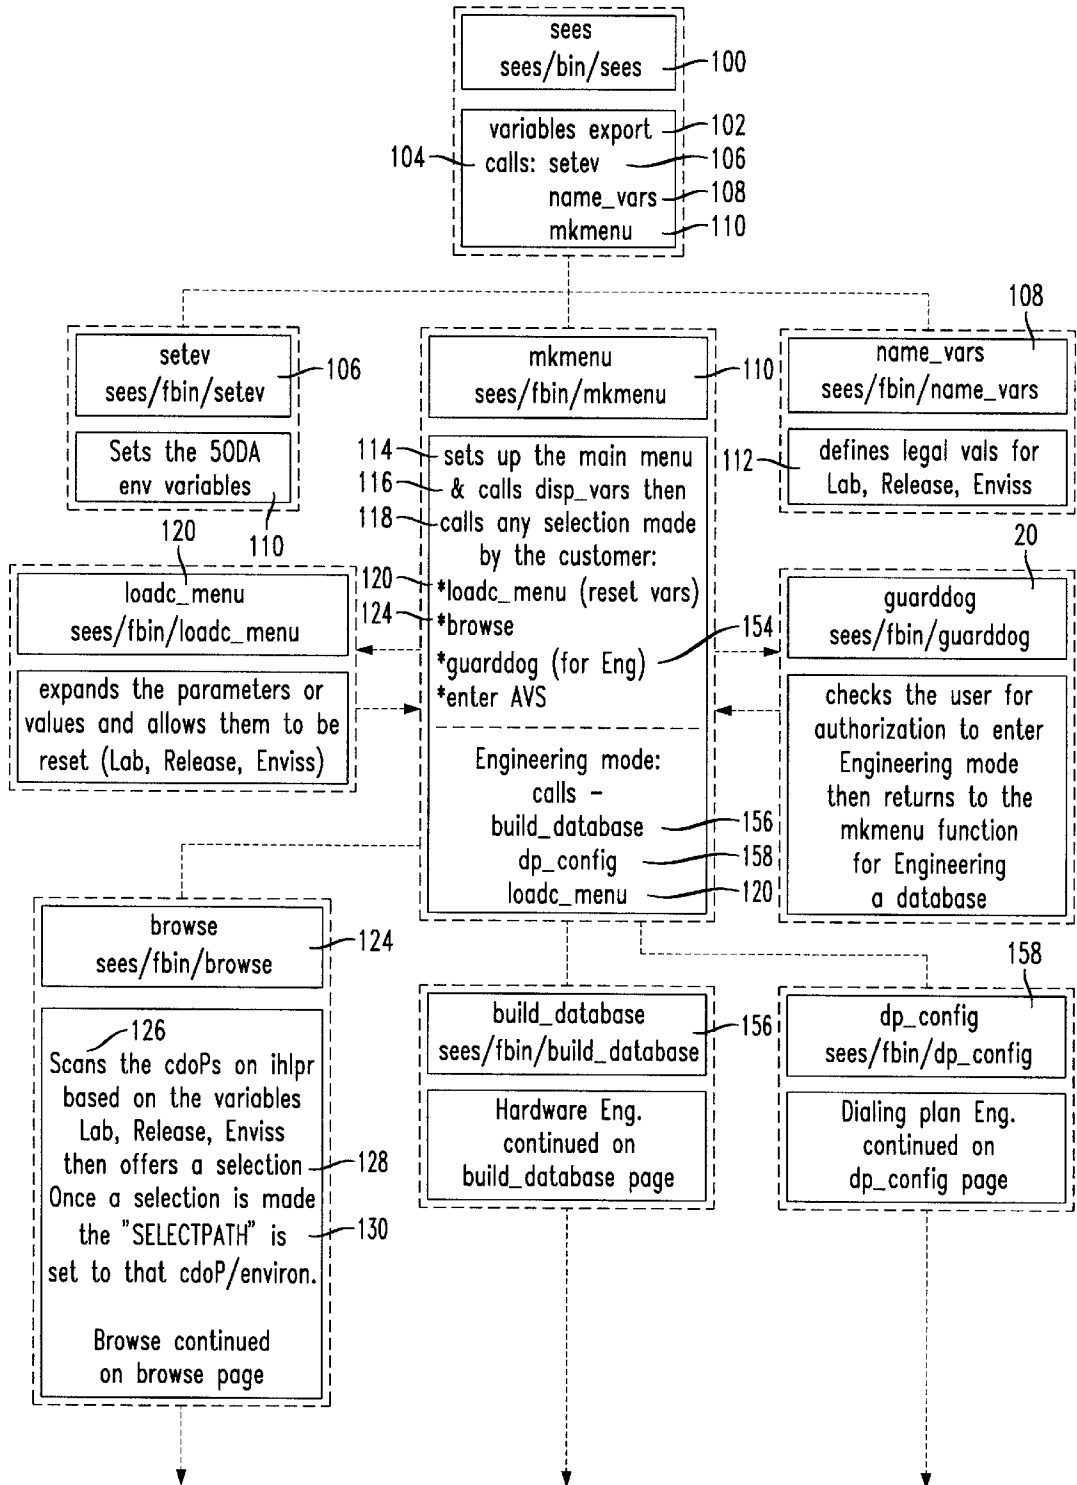 sees
sees/bin/sees
100
variables export
102
104
calls: setev
106
name_vars
108
mkmenu
110
setev
sees/fbin/setev
106
Sets the 5ODA
env variables
110
mkmenu
sees/fbin/mkmenu
110
108
name_vars
sees/fbin/name_vars
112
defines legal vals for
Lab, Release, Enviss
114
sets up the main menu
116
& calls disp_vars then
118
calls any selection made
by the customer:
120
*loadc_menu (reset vars)
124
*browse
154
*guarddog (for Eng)
*enter AVS
Engineering mode:
calls –
build_database
156
dp_config
158
loadc_menu
120
120
loadc_menu
sees/fbin/loadc_menu
expands the parameters or
values and allows them to be
reset (Lab, Release, Enviss)
20
guarddog
sees/fbin/guarddog
checks the user for
authorization to enter
Engineering mode
then returns to the
mkmenu function
for Engineering
a database
browse
sees/fbin/browse
124
126
Scans the cdoPs on ihlpr
based on the variables
Lab, Release, Enviss
then offers a selection
128
Once a selection is made
the "SELECTPATH" is
130
set to that cdoP/environ.
Browse continued
on browse page
build_database
sees/fbin/build_database
156
Hardware Eng.
continued on
build_database page
158
dp_config
sees/fbin/dp_config
Dialing plan Eng.
continued on
dp_config page